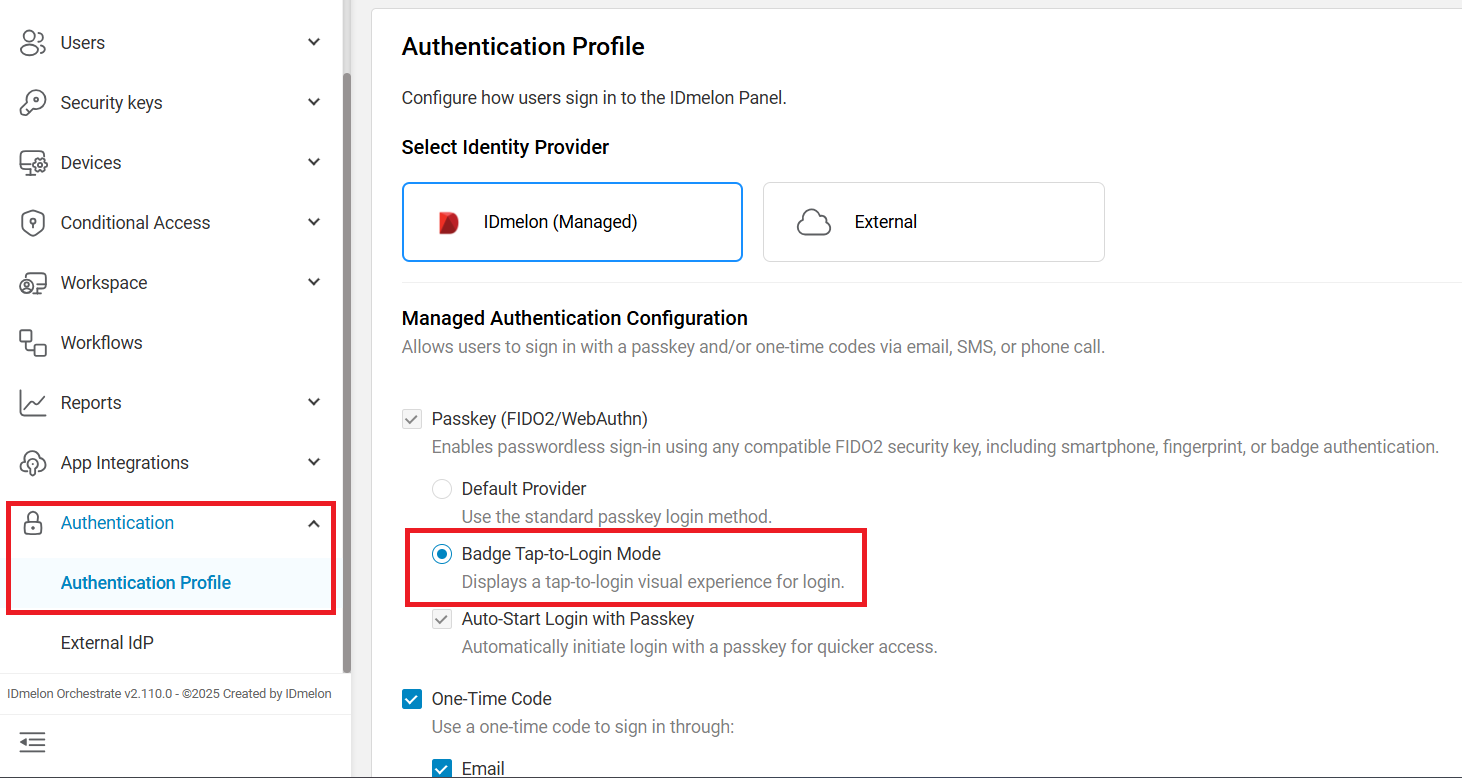 Users
Security keys
Devices
Conditional Access
Workspace
Workflows
Reports
App Integrations
Authentication
Authentication Profile
External IdP
IDmelon Orchestrate v2.110.0 - ©2025 Created by IDmelon
Authentication Profile
Configure how users sign in to the IDmelon Panel.
Select Identity Provider
IDmelon (Managed)
External
Managed Authentication Configuration
Allows users to sign in with a passkey and/or one-time codes via email, SMS, or phone call.
Passkey (FIDO2/WebAuthn)
Enables passwordless sign-in using any compatible FIDO2 security key, including smartphone, fingerprint, or badge authentication.
Default Provider
Use the standard passkey login method.
Badge Tap-to-Login Mode
Displays a tap-to-login visual experience for login.
Auto-Start Login with Passkey
Automatically initiate login with a passkey for quicker access.
One-Time Code
Use a one-time code to sign in through:
Email